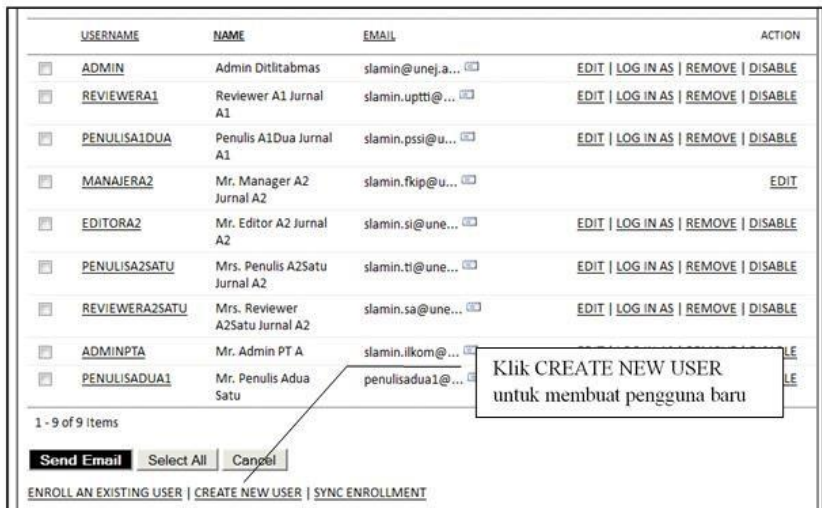 USERNAME NAME EMAIL ACTION
ADMIN Admin Ditlitabmas slamin@unej.a... EDIT | LOG IN AS | REMOVE | DISABLE
REVIEWERA1 Reviewer A1 Jurnal slamin.uptti@... EDIT | LOG IN AS | REMOVE | DISABLE
A1
PENULISA1DUA Penulis A1Dua Jurnal slamin.pssi@u... EDIT | LOG IN AS | REMOVE | DISABLE
A1
MANAJERA2 Mr. Manager A2 slamin.fkip@u... EDIT
Jurnal A2
EDITORA2 Mr. Editor A2 Jurnal slamin.si@une... EDIT | LOG IN AS | REMOVE | DISABLE
A2
PENULISA2SATU Mrs. Penulis A2Satu slamin.ti@une... EDIT | LOG IN AS | REMOVE | DISABLE
Jurnal A2
REVIEWERA2SATU Mrs. Reviewer slamin.sa@une... EDIT | LOG IN AS | REMOVE | DISABLE
A2Satu Jurnal A2
ADMINPTA Mr. Admin PT A slamin.ilkom@... LE
PENULISADUA1 Mr. Penulis Adua penulisadua1@... LE
Satu
Klik CREATE NEW USER
untuk membuat pengguna baru
1 - 9 of 9 Items
Send Email Select All Cancel
ENROLL AN EXISTING USER | CREATE NEW USER | SYNC ENROLLMENT